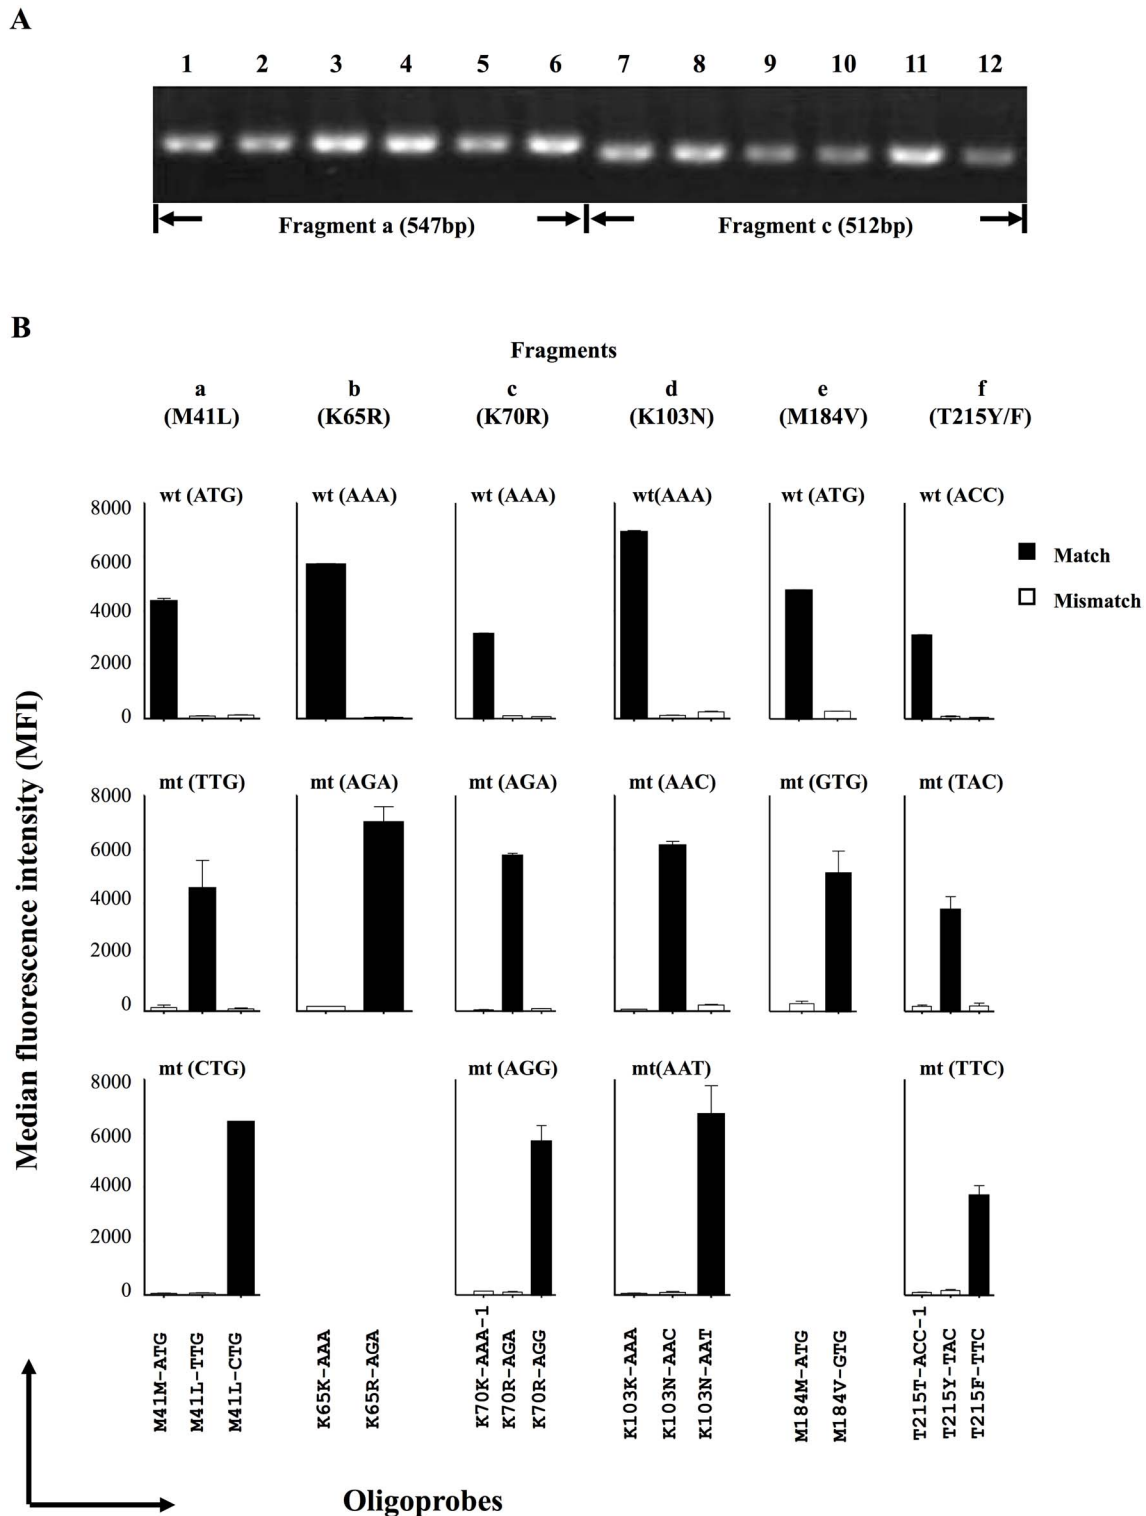 A
1 2 3 4 5 6 7 8 9 10 11 12
Fragment a (547bp) Fragment c (512bp)
B
Fragments
a b c d e f
(M41L) (K65R) (K70R) (K103N) (M184V) (T215Y/F)
wt (ATG) wt (AAA) wt (AAA) wt(AAA) wt (ATG) wt (ACC)
8000
6000
4000
2000
0
Match
Mismatch
mt (TTG) mt (AGA) mt (AGA) mt (AAC) mt (GTG) mt (TAC)
8000
6000
4000
2000
0
mt (CTG) mt (AGG) mt(AAT) mt (TTC)
8000
6000
4000
2000
0
Median fluorescence intensity (MFI)
M41M-ATG
M41L-TTG
M41L-CTG
K65K-AAA
K65R-AGA
K70K-AAA-1
K70R-AGA
K70R-AGG
K103K-AAA
K103N-AAC
K103N-AAT
M184M-ATG
M184V-GTG
T215T-ACC-1
T215Y-TAC
T215F-TTC
Oligoprobes